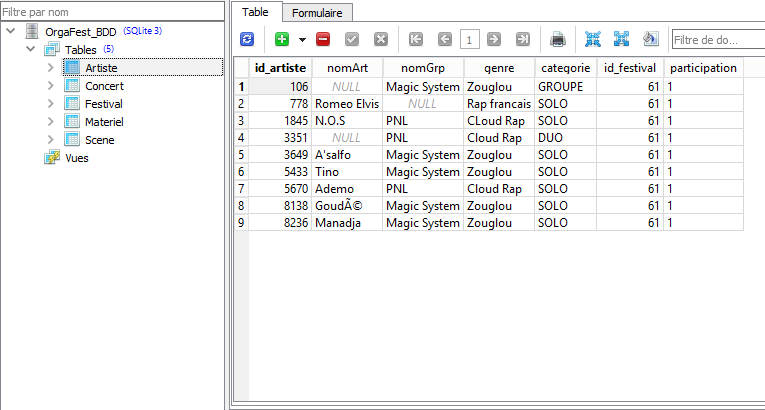 Filtre par nom
OrgaFest_BDD (SQLite 3)
Tables (5)
Artiste
Concert
Festival
Materiel
Scene
Vues
Table Formulaire
1 Filtre de do...
id_artiste nomArt nomGrp genre categorie id_festival participation
1 106 NULL Magic System Zouglou GROUPE 61 1
2 778 Romeo Elvis NULL Rap francais SOLO 61 1
3 1845 N.O.S PNL CLoud Rap SOLO 61 1
4 3351 NULL PNL Cloud Rap DUO 61 1
5 3649 A'salfo Magic System Zouglou SOLO 61 1
6 5433 Tino Magic System Zouglou SOLO 61 1
7 5670 Ademo PNL Cloud Rap SOLO 61 1
8 8138 GoudÃ© Magic System Zouglou SOLO 61 1
9 8236 Manadja Magic System Zouglou SOLO 61 1